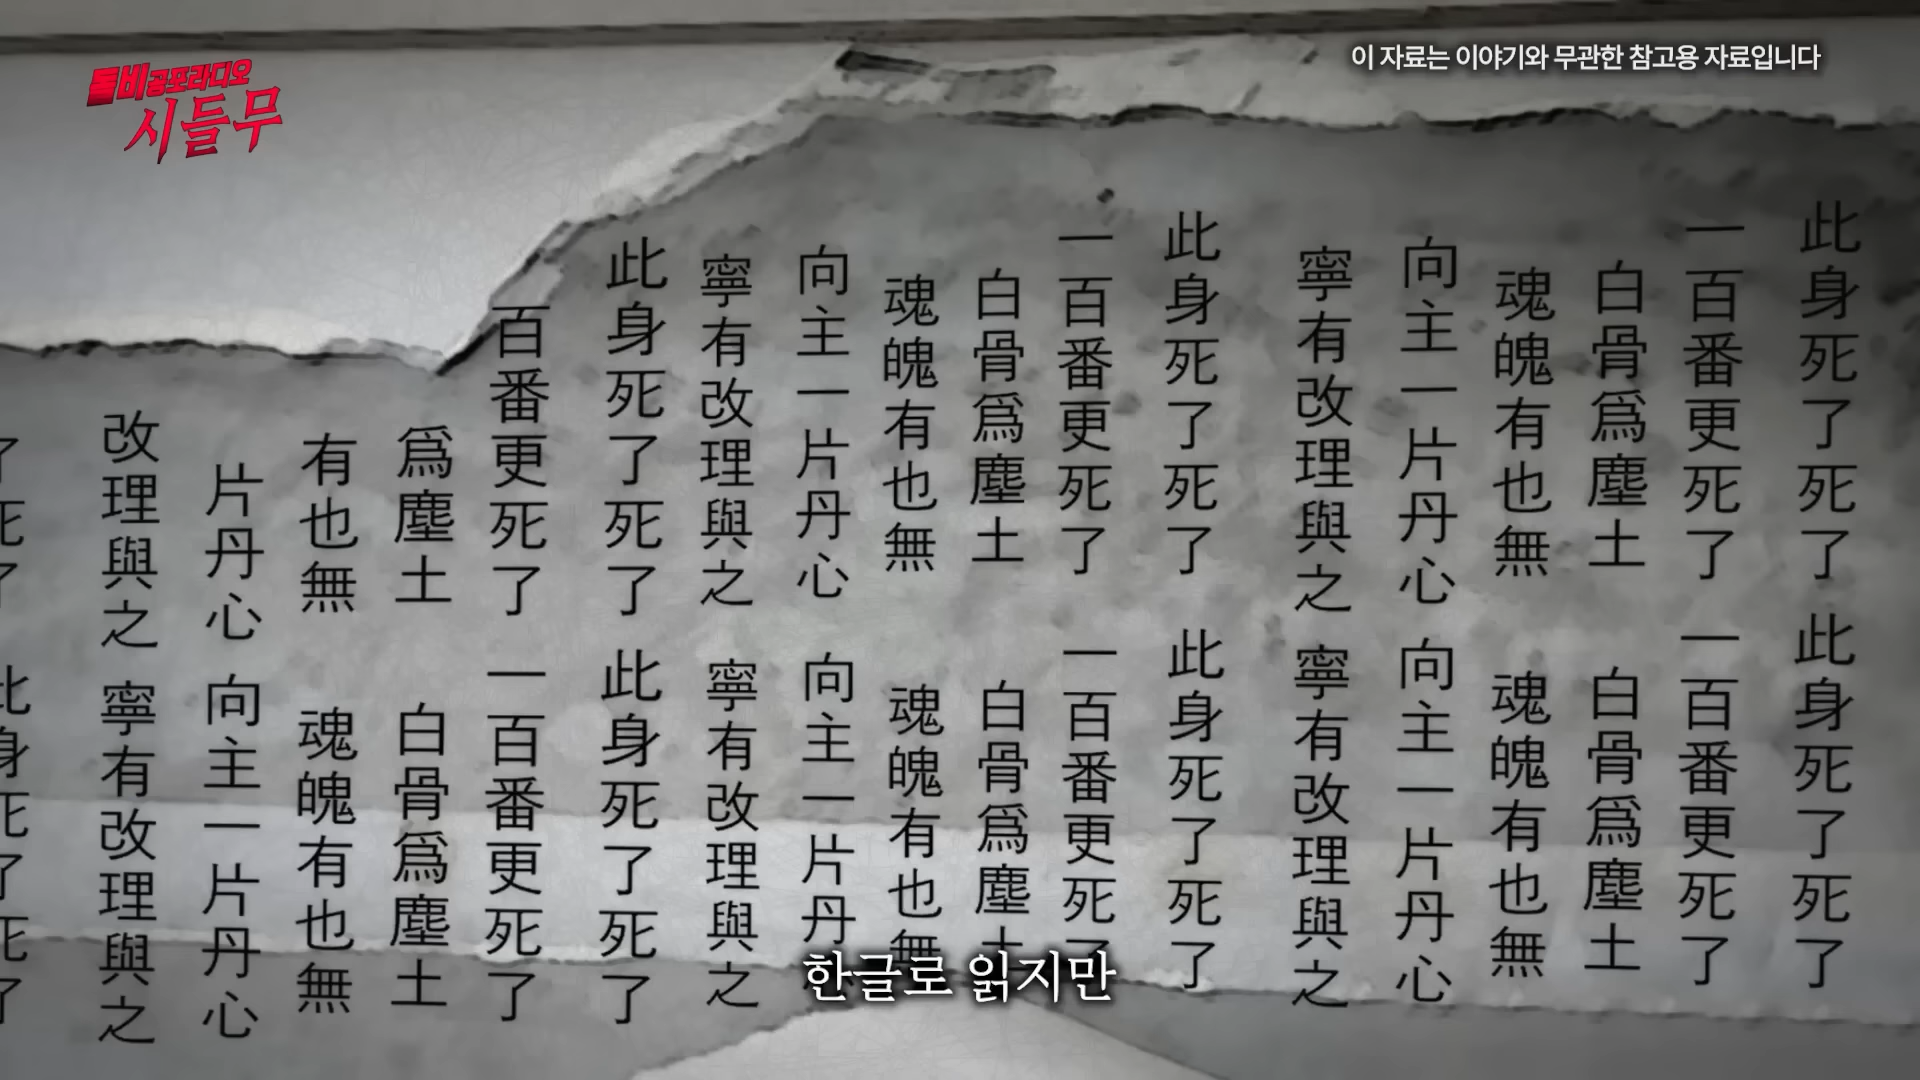 돌비공포라디오
시들무
이 자료는 이야기와 무관한 참고용 자료입니다
此身死了死了 此身死了死了
一百番更死了 一百番更死了
白骨爲塵土 白骨爲塵土
魂魄有也無 魂魄有也無
向主一片丹心 向主一片丹心
寧有改理與之 寧有改理與之
此身死了死了 此身死了死了
一百番更死了 一百番更死了
白骨爲塵土 白骨爲塵土
魂魄有也無 魂魄有也無
向主一片丹心 向主一片丹
寧有改理與之 寧有改理與之
此身死了死了 此身死了死了
百番更死了 一百番更死了
爲塵土 白骨爲塵土
有也無 魂魄有也無
片丹心 向主一片丹心
改理與之 寧有改理與之
了死了 此身死了死了
한글로 읽지만